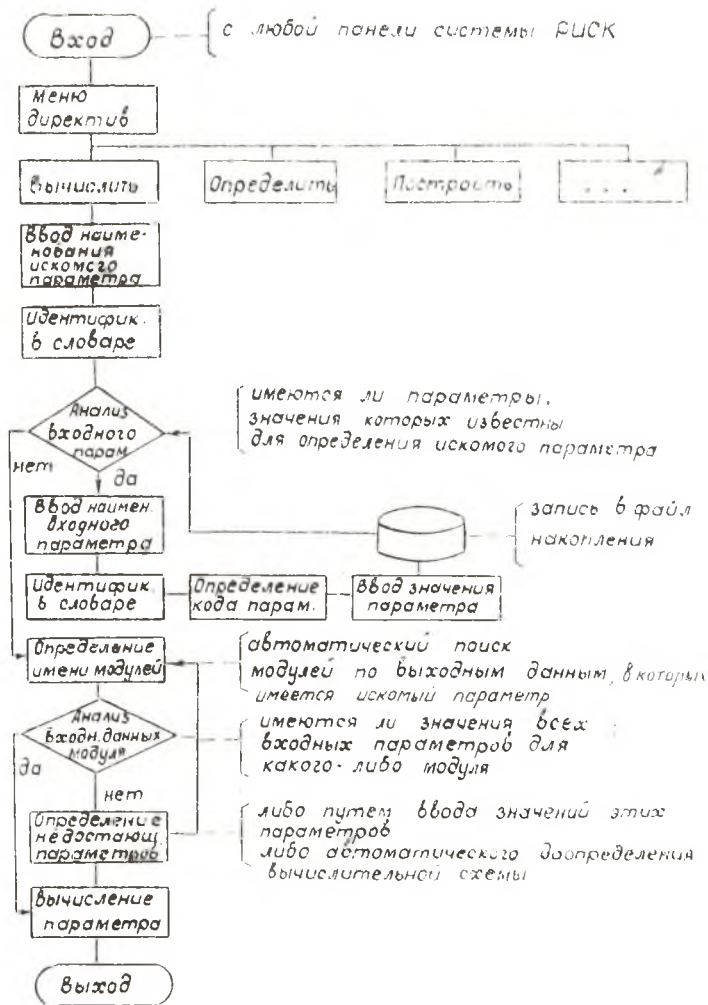 Вход
с любой панели системы РИСК
Меню
директив
Вычислить
Определить
Построить
...
Ввод наиме-
нования
искомого
параметра
Идентифик.
в словаре
Анализ
входного
парам.
имеются ли параметры,
значения которых известны
для определения искомого параметра
нет
да
Ввод наимен.
входного
параметра
запись в файл
накопления
Идентифик.
в словаре
Определение
кода парам.
Ввод значения
параметра
Определение
имени модулей
автоматический поиск
модулей по выходным данным, в которых
имеется искомый параметр
Анализ
входн. данных
модуля
имеются ли значения всех
входных параметров для
какого-либо модуля
да
нет
Определение
недостающ.
параметров
либо путем ввода значений этих
параметров
либо автоматического доопределения
вычислительной схемы
Вычисление
параметра
Выход